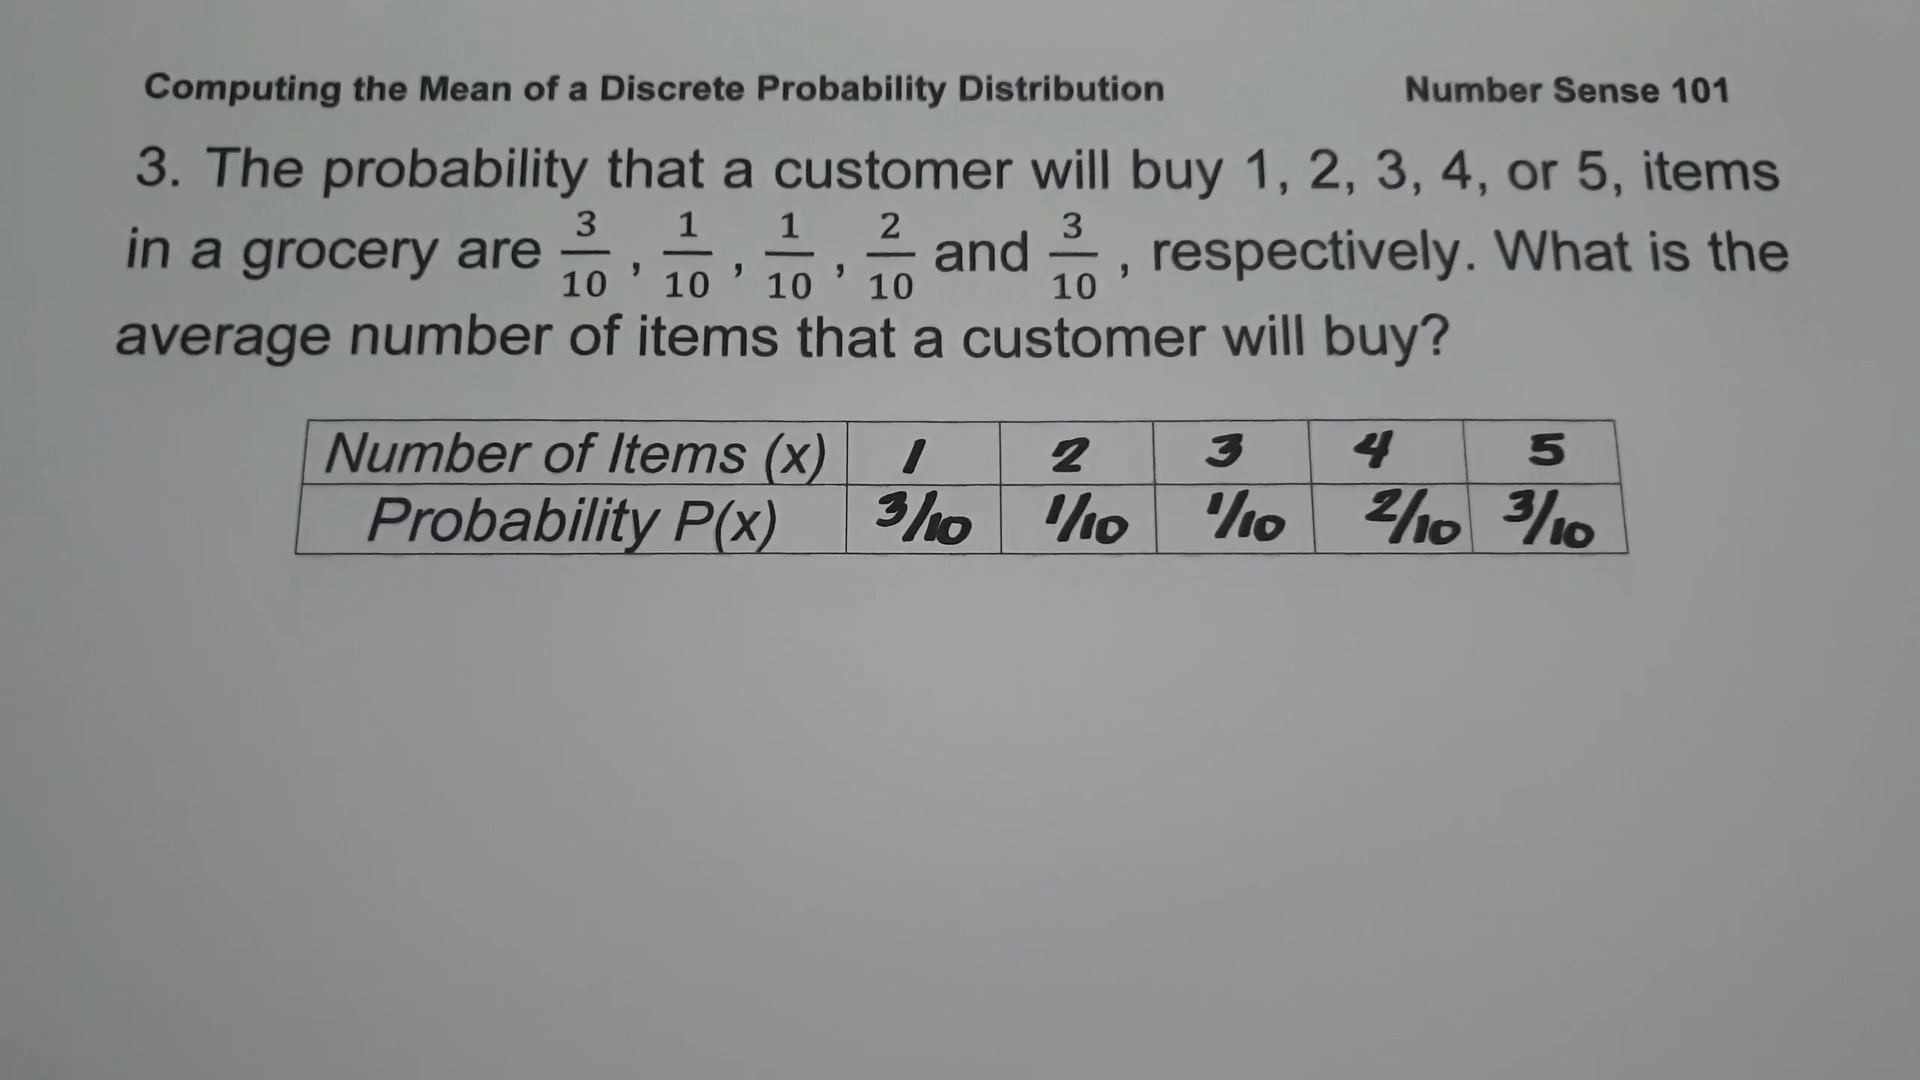 Computing the Mean of a Discrete Probability Distribution Number Sense 101
3. The probability that a customer will buy 1, 2, 3, 4, or 5, items
in a grocery are 3/10 , 1/10 , 1/10 , 2/10 and 3/10 , respectively. What is the
average number of items that a customer will buy?
Number of Items (x) 1 2 3 4 5
Probability P(x) 3/10 1/10 1/10 2/10 3/10